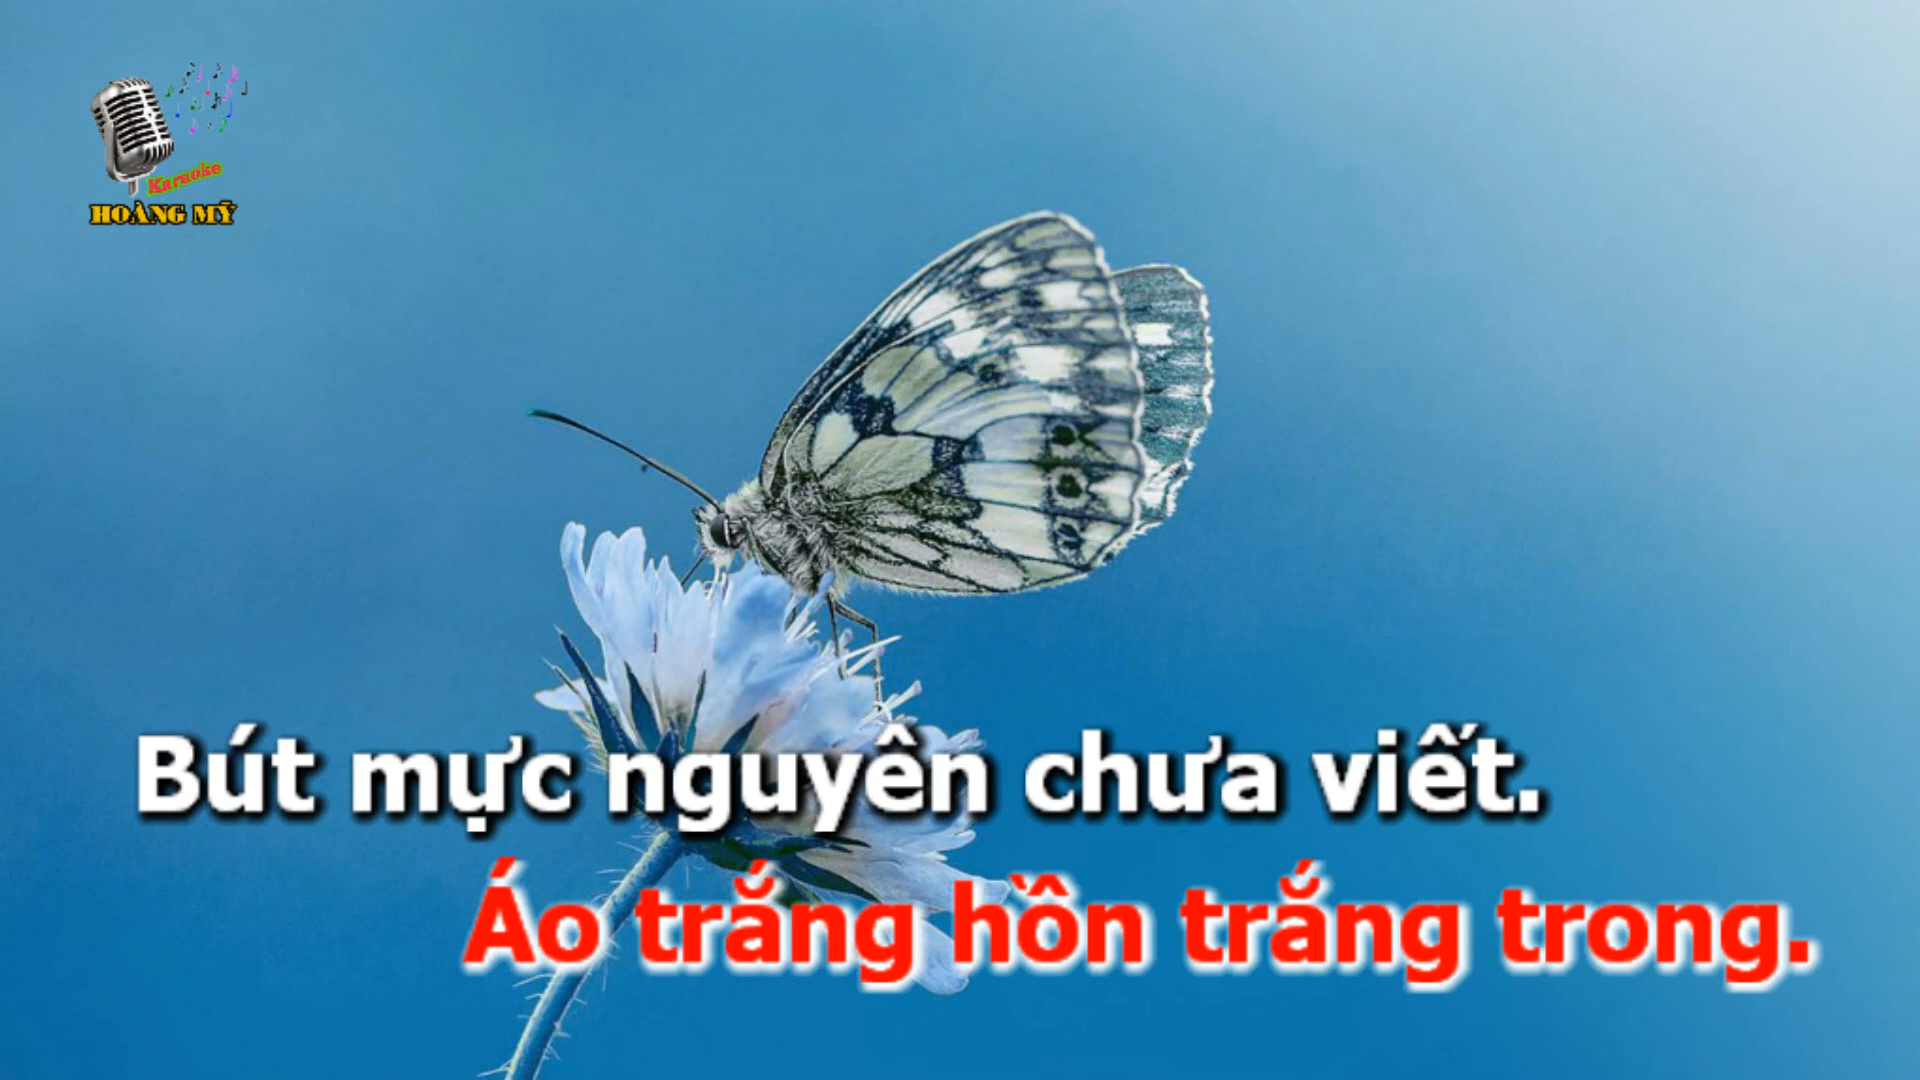 Karaoke
HOÀNG MỸ
Bút mực nguyên chưa viết.
Áo trắng hồn trắng trong.